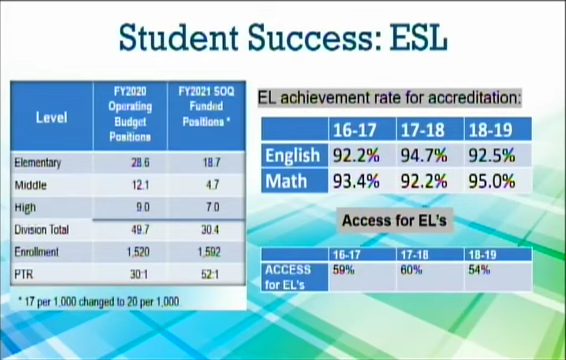 Student Success: ESL
Level | FY2020 Operating Budget Positions | FY2021 SOQ Funded Positions *
Elementary | 28.6 | 18.7
Middle | 12.1 | 4.7
High | 9.0 | 7.0
Division Total | 49.7 | 30.4
Enrollment | 1,520 | 1,592
PTR | 30:1 | 52:1
* 17 per 1,000 changed to 20 per 1,000
EL achievement rate for accreditation:
16-17 | 17-18 | 18-19
English | 92.2% | 94.7% | 92.5%
Math | 93.4% | 92.2% | 95.0%
Access for EL's
16-17 | 17-18 | 18-19
ACCESS for EL's | 59% | 60% | 54%